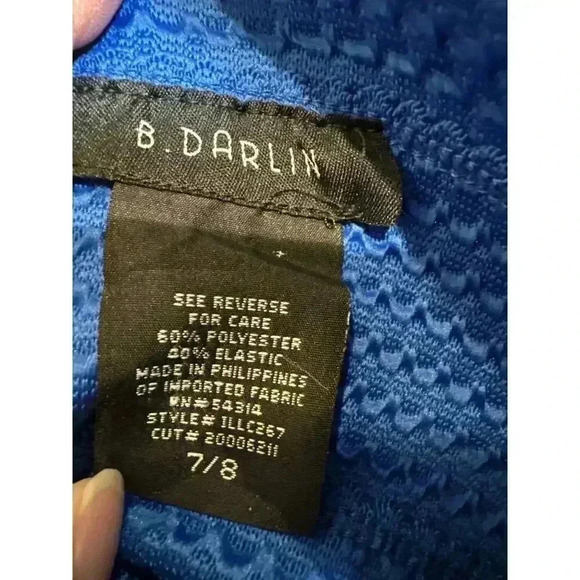 B.DARLIN
SEE REVERSE
FOR CARE
60% POLYESTER
40% ELASTIC
MADE IN PHILIPPINES
OF IMPORTED FABRIC
RN#54314
STYLE# ILLC267
CUT# 20006211
7/8